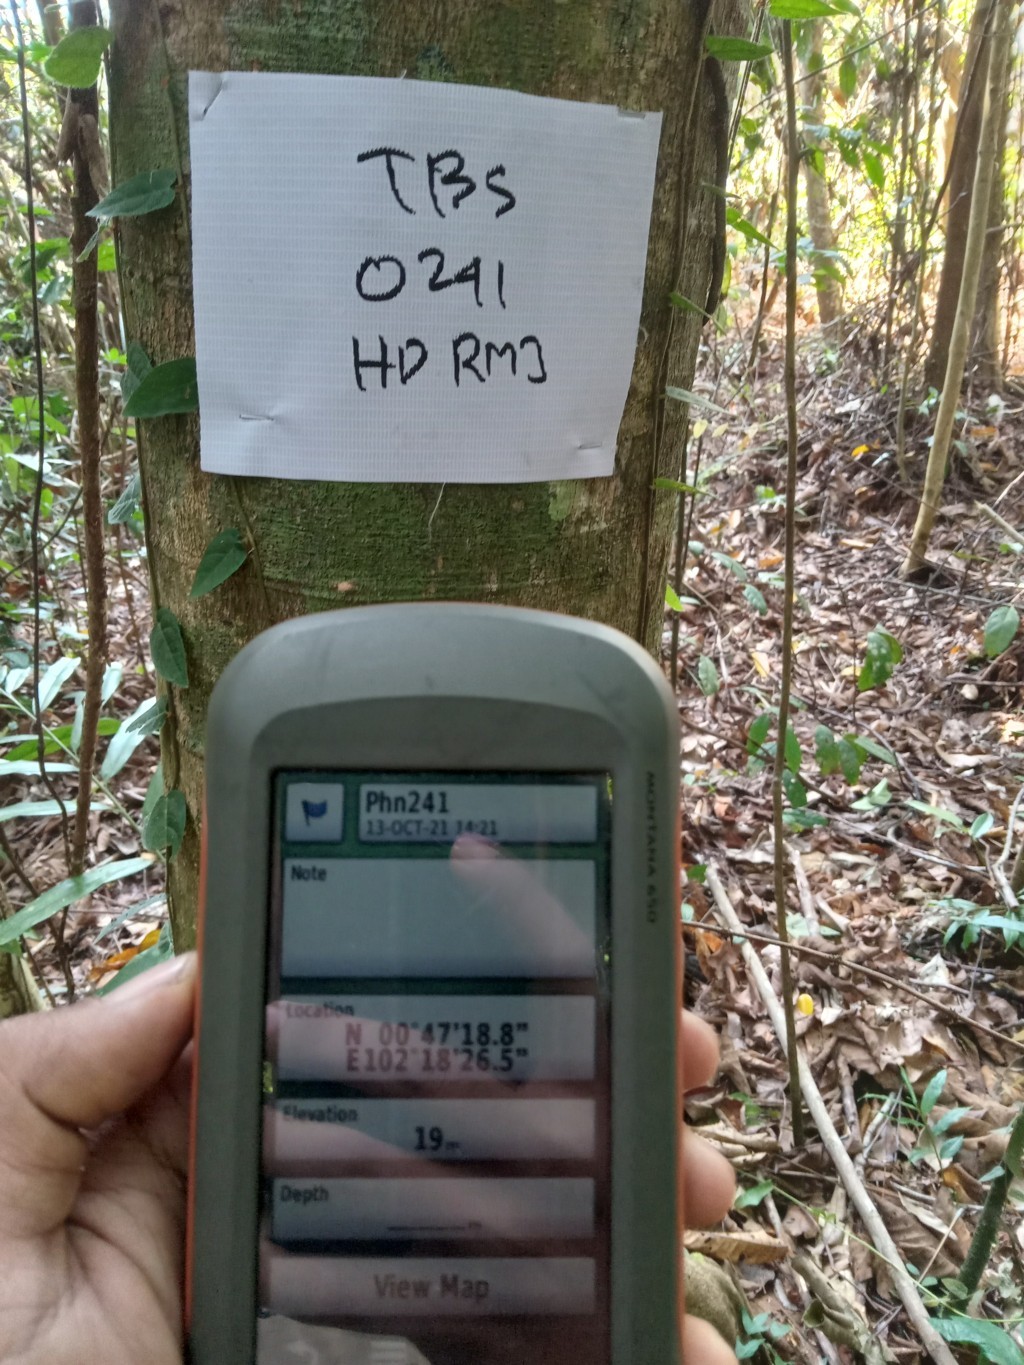 TBS
0241
HD RMJ
Phn241
13-OCT-21 14:21
Note
Location
N 00°47'18.8"
E102°18'26.5"
Elevation
19m
Depth
View Map
MONTANA 650